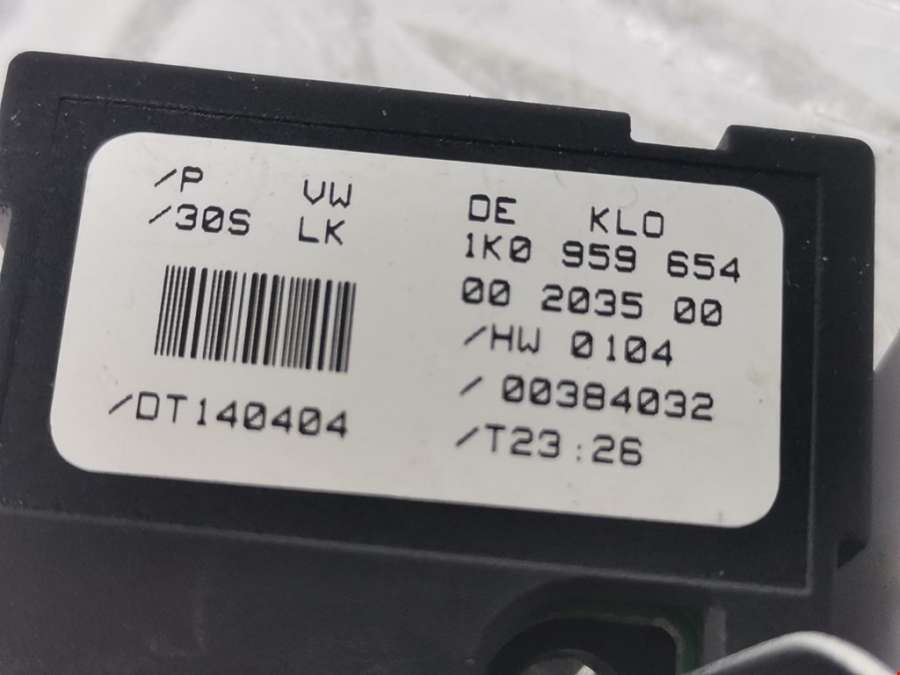 /P VW DE KLO
/30S LK 1K0 959 654
00 2035 00
/HW 0104
/ 00384032
/DT140404 /T23:26